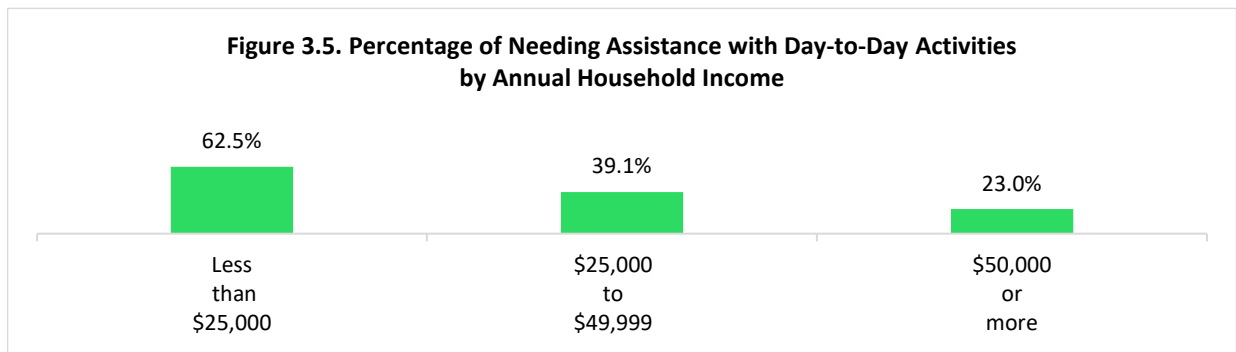 Figure 3.5. Percentage of Needing Assistance with Day-to-Day Activities
by Annual Household Income
62.5%
39.1%
23.0%
Less
than
$25,000
$25,000
to
$49,999
$50,000
or
more